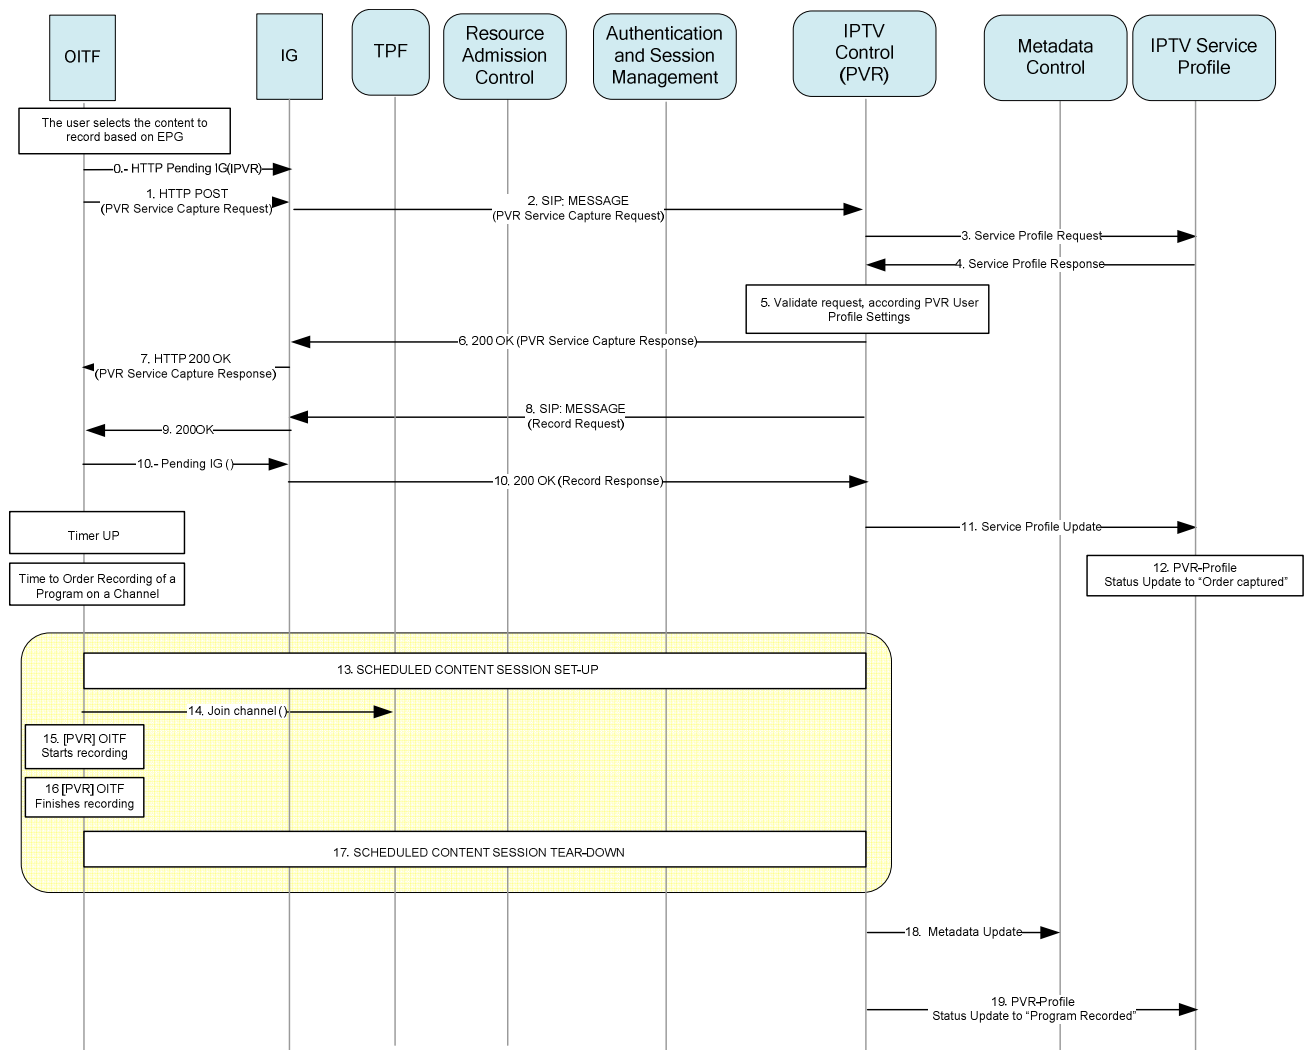 OITF
IG
TPF
Resource
Admission
Control
Authentication
and Session
Management
IPTV
Control
(PVR)
Metadata
Control
IPTV Service
Profile
The user selects the content to
record based on EPG
0.- HTTP Pending IG(IPVR)
1. HTTP POST
(PVR Service Capture Request)
2. SIP: MESSAGE
(PVR Service Capture Request)
3. Service Profile Request
4. Service Profile Response
5. Validate request, according PVR User
Profile Settings
6. 200 OK (PVR Service Capture Response)
7. HTTP 200 OK
(PVR Service Capture Response)
8. SIP: MESSAGE
(Record Request)
9. 200OK
10.- Pending IG ( )
10. 200 OK (Record Response)
Timer UP
11. Service Profile Update
Time to Order Recording of a
Program on a Channel
12. PVR-Profile
Status Update to “Order captured”
13. SCHEDULED CONTENT SESSION SET-UP
14. Join channel ( )
15. [PVR] OITF
Starts recording
16 [PVR] OITF
Finishes recording
17. SCHEDULED CONTENT SESSION TEAR-DOWN
18. Metadata Update
19. PVR-Profile
Status Update to “Program Recorded”